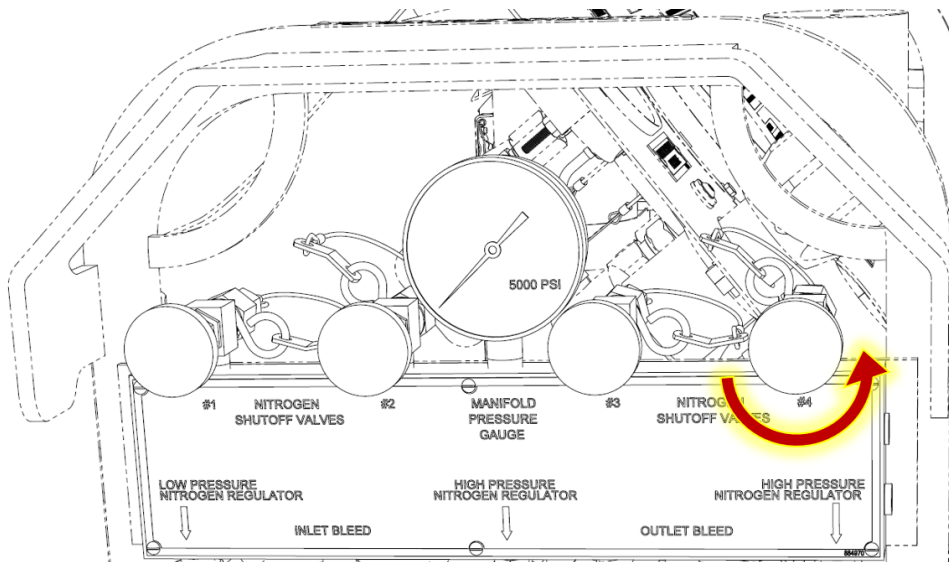 5000 PSI
#1
NITROGEN
SHUTOFF VALVES
#2
MANIFOLD
PRESSURE
GAUGE
#3
NITROGEN
SHUTOFF VALVES
#4
LOW PRESSURE
NITROGEN REGULATOR
HIGH PRESSURE
NITROGEN REGULATOR
HIGH PRESSURE
NITROGEN REGULATOR
INLET BLEED
OUTLET BLEED
884970